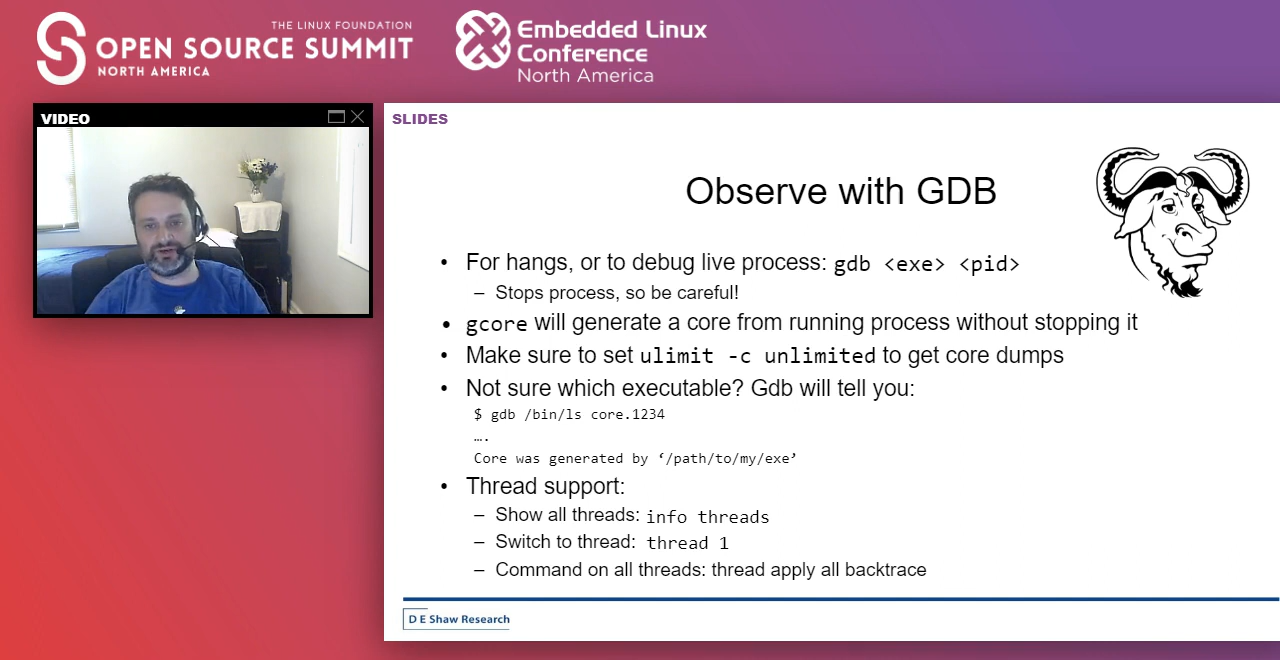 THE LINUX FOUNDATION
OPEN SOURCE SUMMIT
NORTH AMERICA
Embedded Linux
Conference
North America
VIDEO
SLIDES
Observe with GDB
• For hangs, or to debug live process: gdb <exe> <pid>
– Stops process, so be careful!
• gcore will generate a core from running process without stopping it
• Make sure to set ulimit -c unlimited to get core dumps
• Not sure which executable? Gdb will tell you:
$ gdb /bin/ls core.1234
….
Core was generated by ‘/path/to/my/exe’
• Thread support:
– Show all threads: info threads
– Switch to thread: thread 1
– Command on all threads: thread apply all backtrace
D E Shaw Research